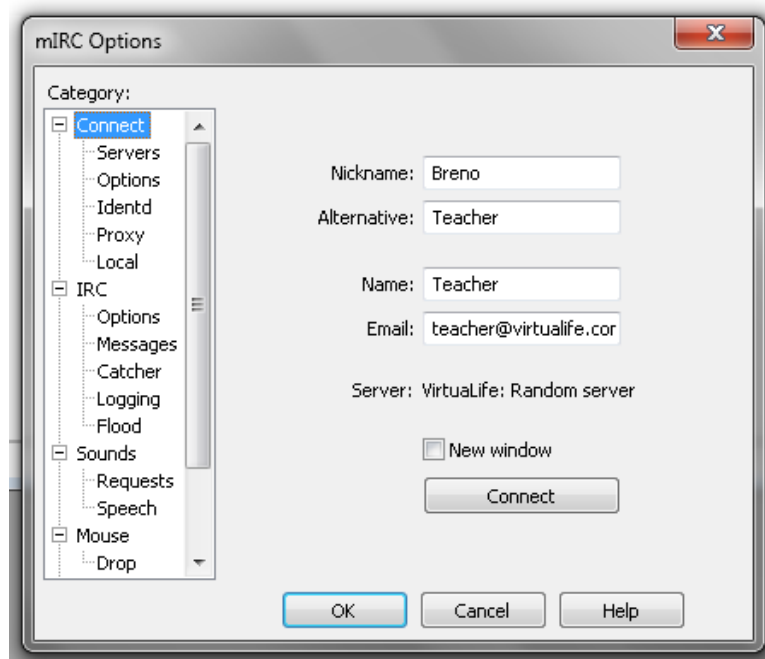 mIRC Options
Category:
Connect
Servers
Options
Identd
Proxy
Local
IRC
Options
Messages
Catcher
Logging
Flood
Sounds
Requests
Speech
Mouse
Drop
Nickname: Breno
Alternative: Teacher
Name: Teacher
Email: teacher@virtualife.cor
Server: VirtuaLife: Random server
New window
Connect
OK Cancel Help